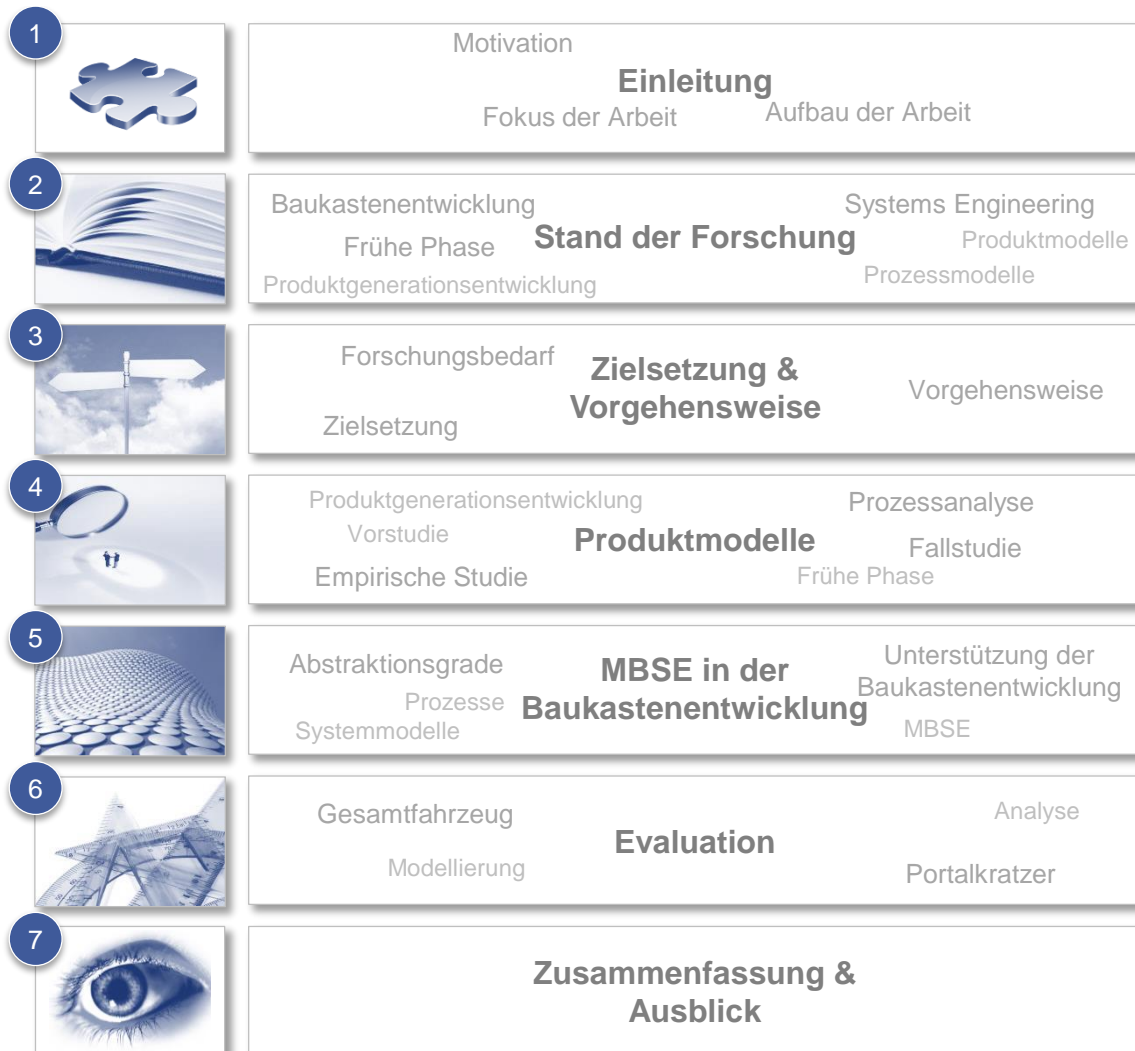 1
Motivation
Einleitung
Fokus der Arbeit
Aufbau der Arbeit
2
Baukastenentwicklung
Systems Engineering
Stand der Forschung
Frühe Phase
Produktmodelle
Produktgenerationsentwicklung
Prozessmodelle
3
Forschungsbedarf
Zielsetzung &
Vorgehensweise
Vorgehensweise
Zielsetzung
4
Produktgenerationsentwicklung
Prozessanalyse
Vorstudie
Produktmodelle
Fallstudie
Empirische Studie
Frühe Phase
5
Abstraktionsgrade
MBSE in der
Baukastenentwicklung
Unterstützung der
Baukastenentwicklung
Prozesse
Systemmodelle
MBSE
6
Gesamtfahrzeug
Analyse
Evaluation
Modellierung
Portalkratzer
7
Zusammenfassung &
Ausblick